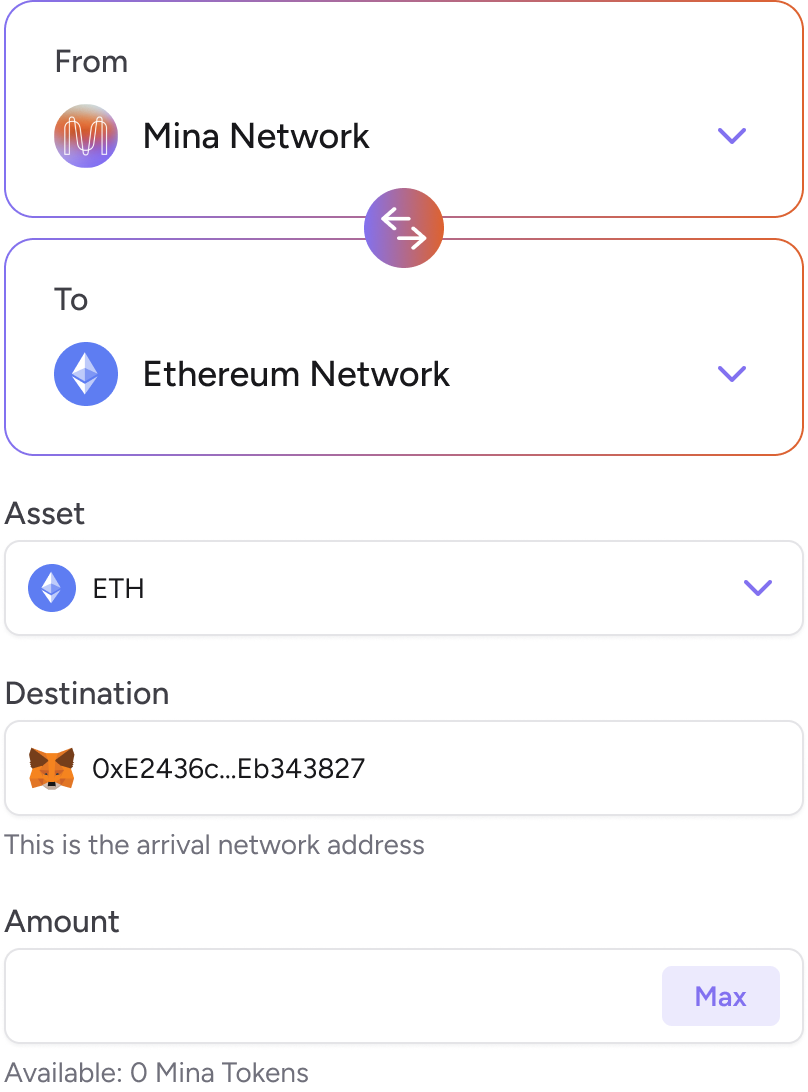 From
Mina Network
To
Ethereum Network
Asset
ETH
Destination
0xE2436c...Eb343827
This is the arrival network address
Amount
Max
Available: 0 Mina Tokens